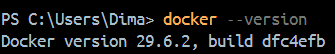 PS C:\Users\Dima> docker --version
Docker version 29.6.2, build dfc4efb